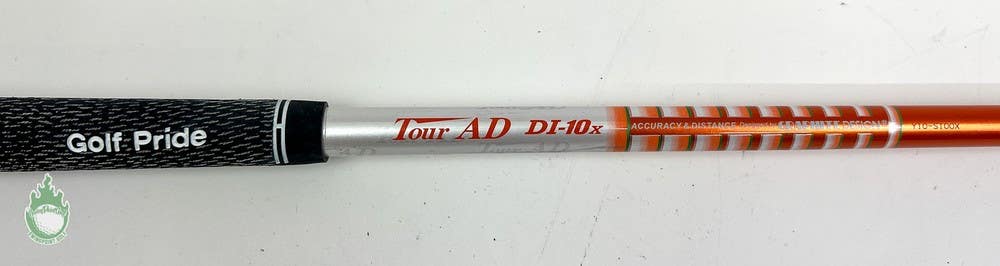 Golf Pride
Tour AD DI-10x
ACCURACY & DISTANCE GRAPHITE DESIGN
Y10-S100X